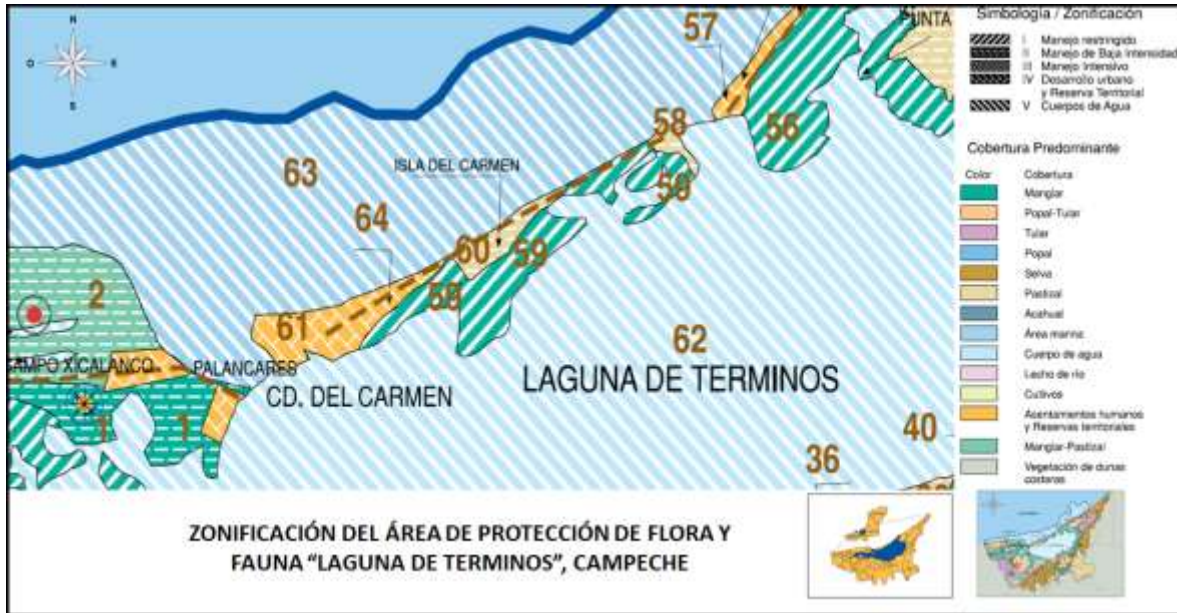 N
O
E
S
57
PUNTA
58
56
63
ISLA DEL CARMEN
56
64
60
59
2
59
61
62
CAMPO XICALANCO
PALANCARES
LAGUNA DE TERMINOS
CD. DEL CARMEN
1
1
40
36
Simbología / Zonificación
I Manejo restringido
II Manejo de Baja Intensidad
III Manejo Intensivo
IV Desarrollo urbano
y Reserva Territorial
V Cuerpos de Agua
Cobertura Predominante
Color Cobertura
Manglar
Popal-Tular
Tular
Popal
Selva
Pastizal
Acahual
Área marina
Cuerpo de agua
Lecho de río
Cultivos
Asentamientos humanos
y Reservas territoriales
Manglar-Pastizal
Vegetación de dunas
costeras
ZONIFICACIÓN DEL ÁREA DE PROTECCIÓN DE FLORA Y
FAUNA “LAGUNA DE TERMINOS”, CAMPECHE